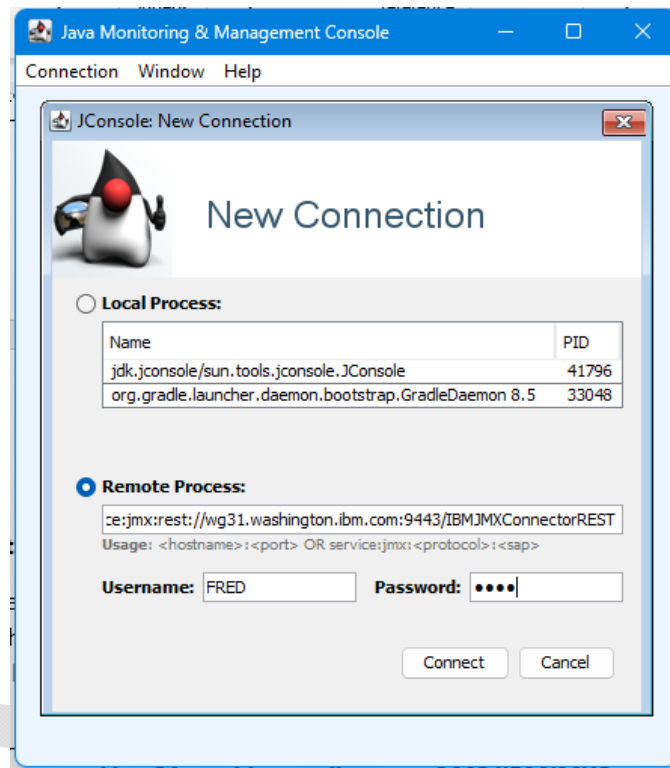 Java Monitoring & Management Console
Connection Window Help
JConsole: New Connection
New Connection
Local Process:
Name PID
jdk.jconsole/sun.tools.jconsole.JConsole 41796
org.gradle.launcher.daemon.bootstrap.GradleDaemon 8.5 33048
Remote Process:
ce:jmx:rest://wg31.washington.ibm.com:9443/IBMJMXConnectorREST
Usage: <hostname>:<port> OR service:jmx:<protocol>:<sap>
Username: FRED Password: ••••
Connect Cancel